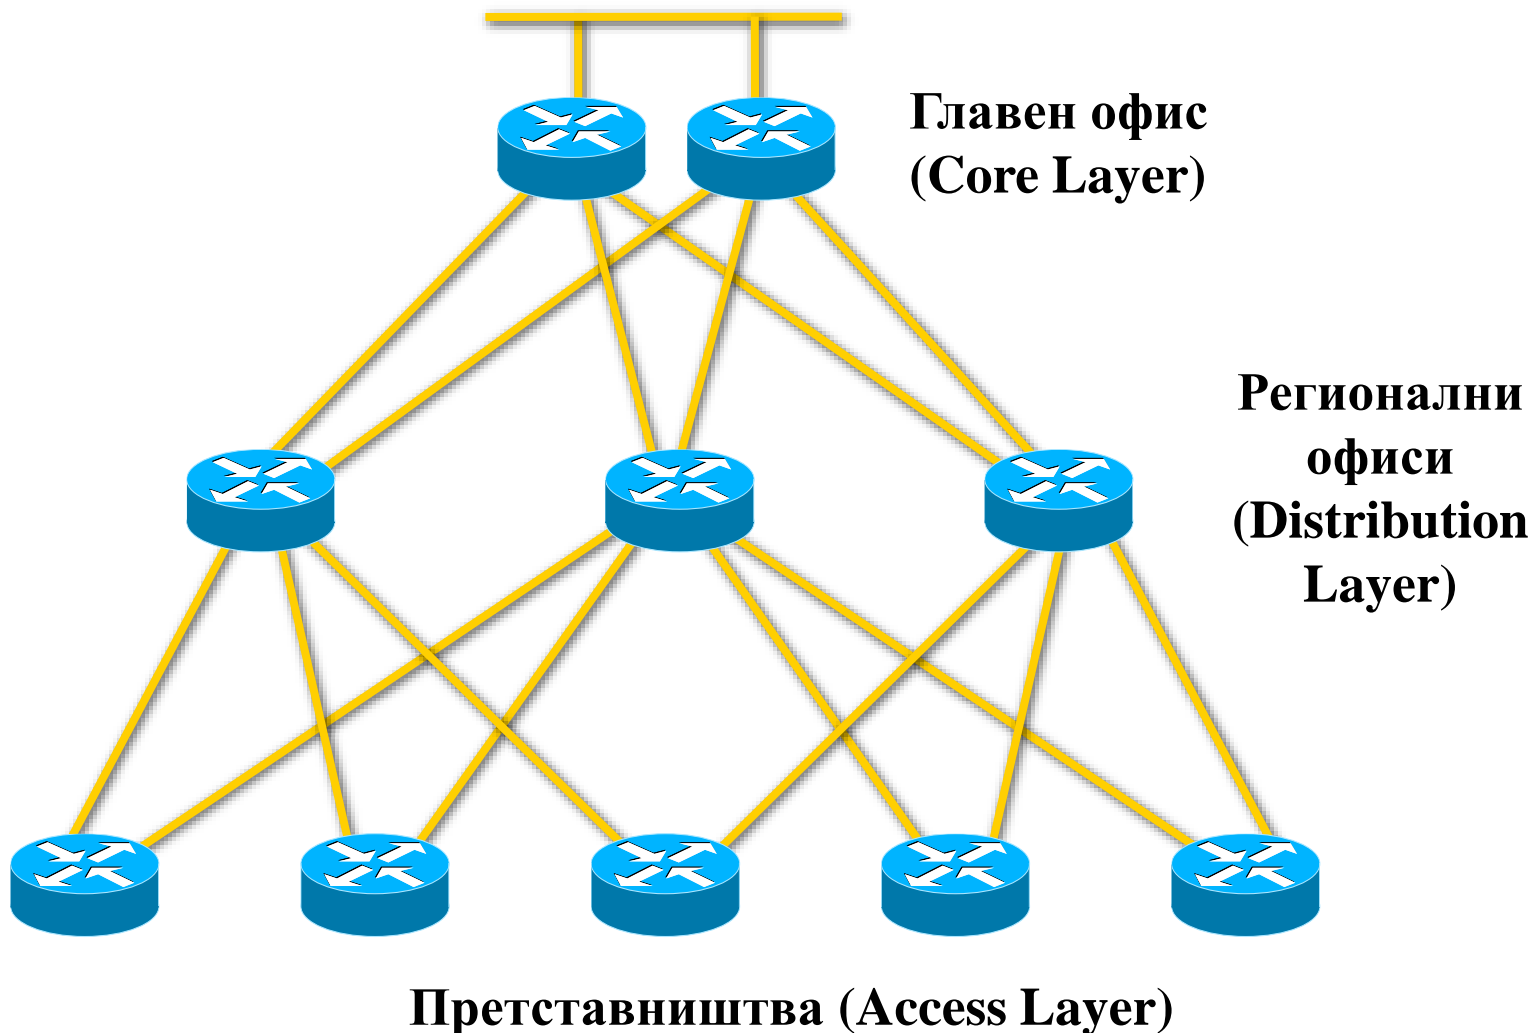 Главен офис
(Core Layer)
Регионални
офиси
(Distribution
Layer)
Претставништва (Access Layer)